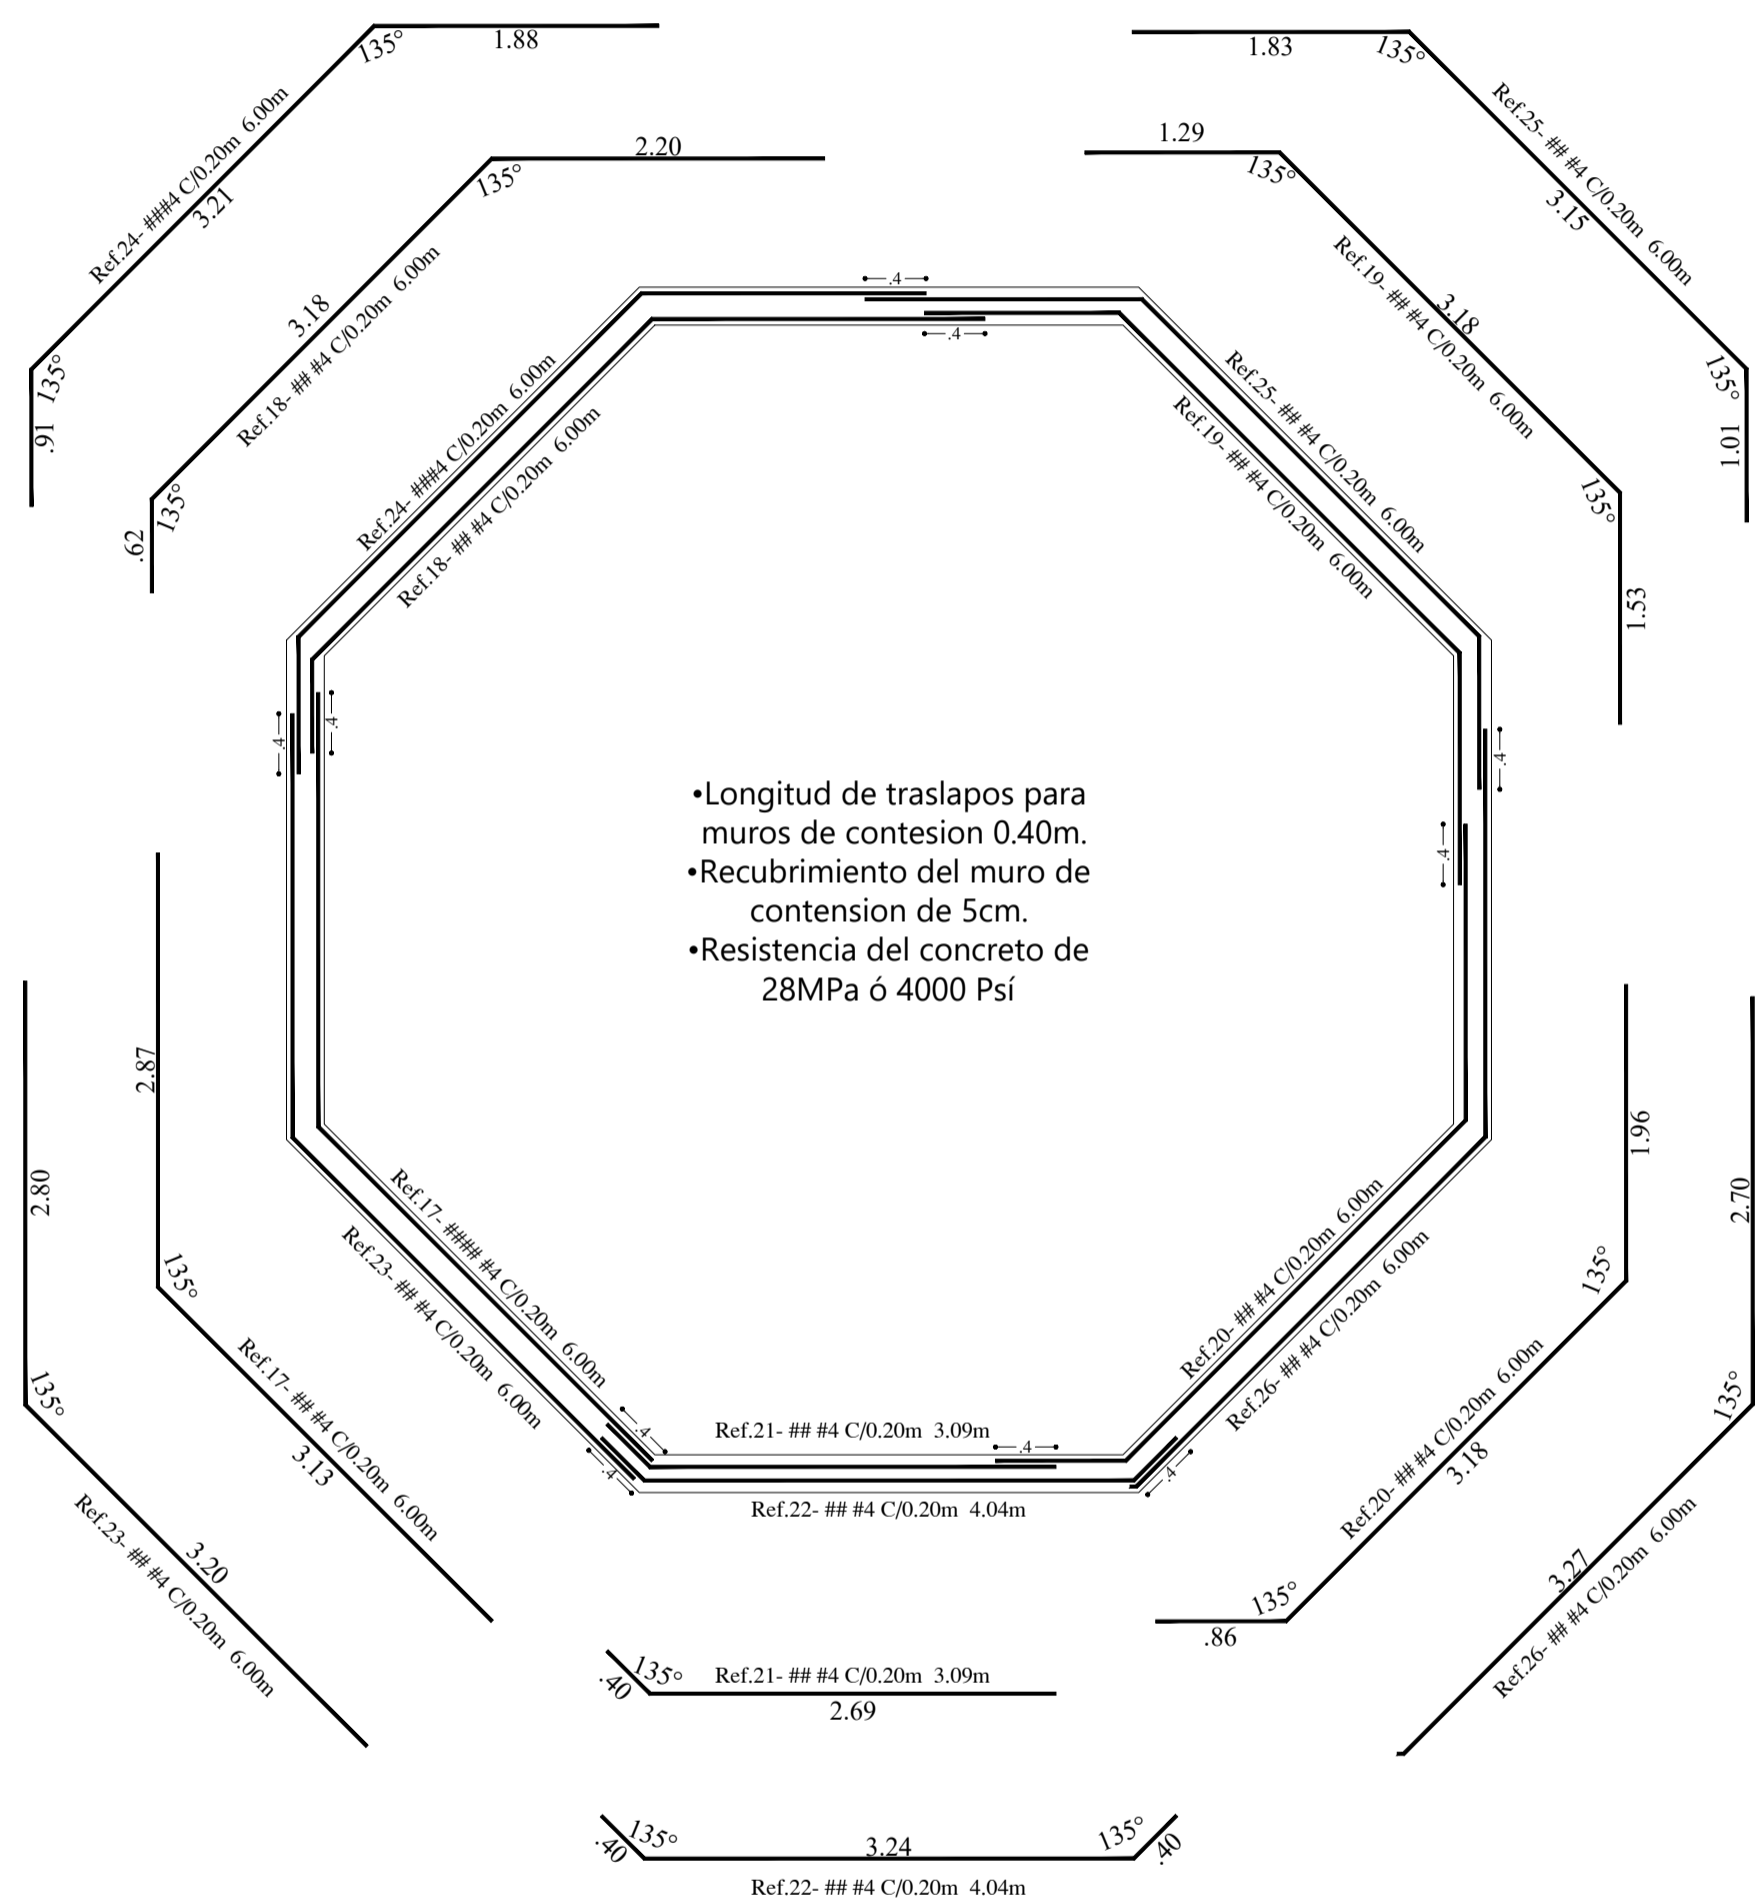 1.88
135°
Ref.24- ###4 C/0.20m 6.00m
3.21
135°
.91
2.20
135°
3.18
Ref.18- ## #4 C/0.20m 6.00m
135°
.62
1.83
135°
Ref.25- ## #4 C/0.20m 6.00m
3.15
135°
1.01
1.29
135°
3.18
Ref.19- ## #4 C/0.20m 6.00m
135°
1.53
.4
.4
Ref.24- ###4 C/0.20m 6.00m
Ref.18- ## #4 C/0.20m 6.00m
Ref.25- ## #4 C/0.20m 6.00m
Ref.19- ## #4 C/0.20m 6.00m
.4
.4
.4
.4
•Longitud de traslapos para
muros de contesion 0.40m.
•Recubrimiento del muro de
contension de 5cm.
•Resistencia del concreto de
28MPa ó 4000 Psí
2.87
135°
Ref.17- ## #4 C/0.20m 6.00m
3.13
2.80
135°
3.20
Ref.23- ## #4 C/0.20m 6.00m
Ref.17- #### #4 C/0.20m 6.00m
Ref.23- ## #4 C/0.20m 6.00m
.4
.4
Ref.21- ## #4 C/0.20m 3.09m
.4
.4
Ref.22- ## #4 C/0.20m 4.04m
Ref.20- ## #4 C/0.20m 6.00m
Ref.26- ## #4 C/0.20m 6.00m
1.96
135°
Ref.20- ## #4 C/0.20m 6.00m
3.18
135°
.86
2.70
135°
3.27
Ref.26- ## #4 C/0.20m 6.00m
.40
135°
Ref.21- ## #4 C/0.20m 3.09m
2.69
.40
135°
3.24
135°
.40
Ref.22- ## #4 C/0.20m 4.04m